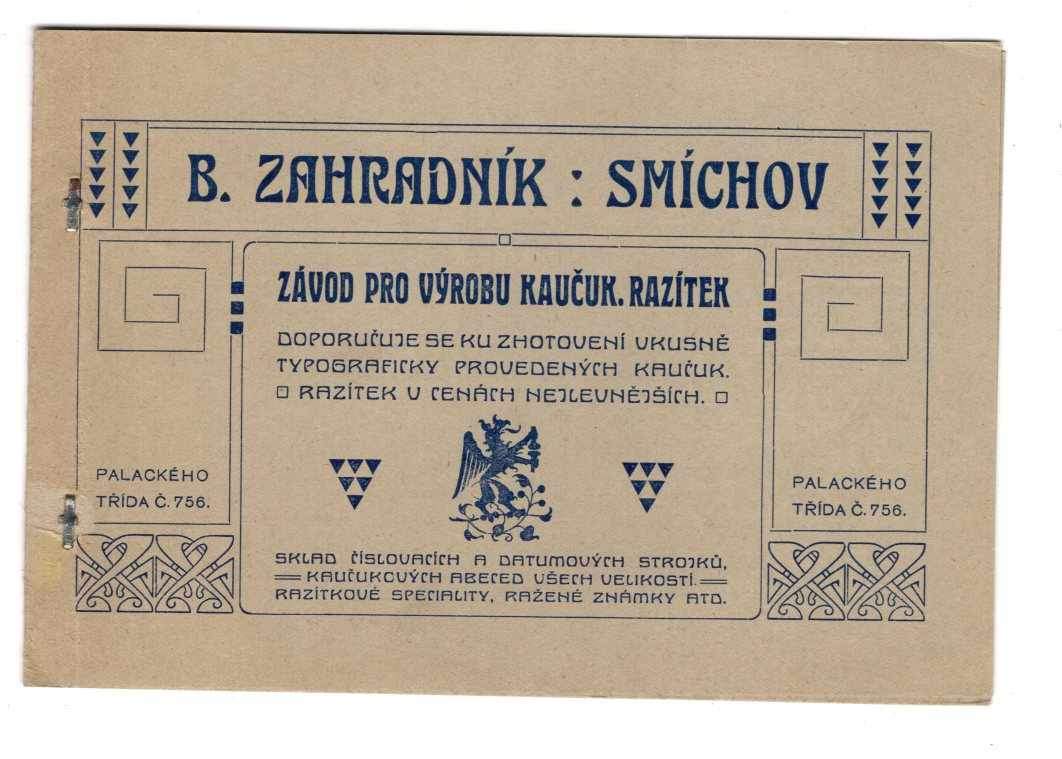 B. ZAHRADNÍK : SMÍCHOV
ZÁVOD PRO VÝROBU KAUČUK. RAZÍTEK
DOPORUČUJE SE KU ZHOTOVENÍ VKUSNĚ
TYPOGRAFICKY PROVEDENÝCH KAUČUK.
RAZÍTEK V CENÁCH NEJLEVNĚJŠÍCH.
PALACKÉHO
TŘÍDA Č. 756.
PALACKÉHO
TŘÍDA Č. 756.
SKLAD ČÍSLOVACÍCH A DATUMOVÝCH STROJKŮ,
KAUČUKOVÝCH ABECED VŠECH VELIKOSTÍ.
RAZÍTKOVÉ SPECIALITY, RAŽENÉ ZNÁMKY ATD.